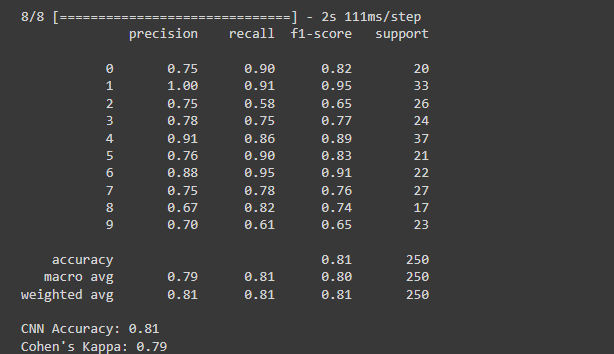 8/8 [==============================] - 2s 111ms/step
              precision    recall  f1-score   support

           0       0.75      0.90      0.82        20
           1       1.00      0.91      0.95        33
           2       0.75      0.58      0.65        26
           3       0.78      0.75      0.77        24
           4       0.91      0.86      0.89        37
           5       0.76      0.90      0.83        21
           6       0.88      0.95      0.91        22
           7       0.75      0.78      0.76        27
           8       0.67      0.82      0.74        17
           9       0.70      0.61      0.65        23

    accuracy                           0.81       250
   macro avg       0.79      0.81      0.80       250
weighted avg       0.81      0.81      0.81       250

CNN Accuracy: 0.81
Cohen's Kappa: 0.79